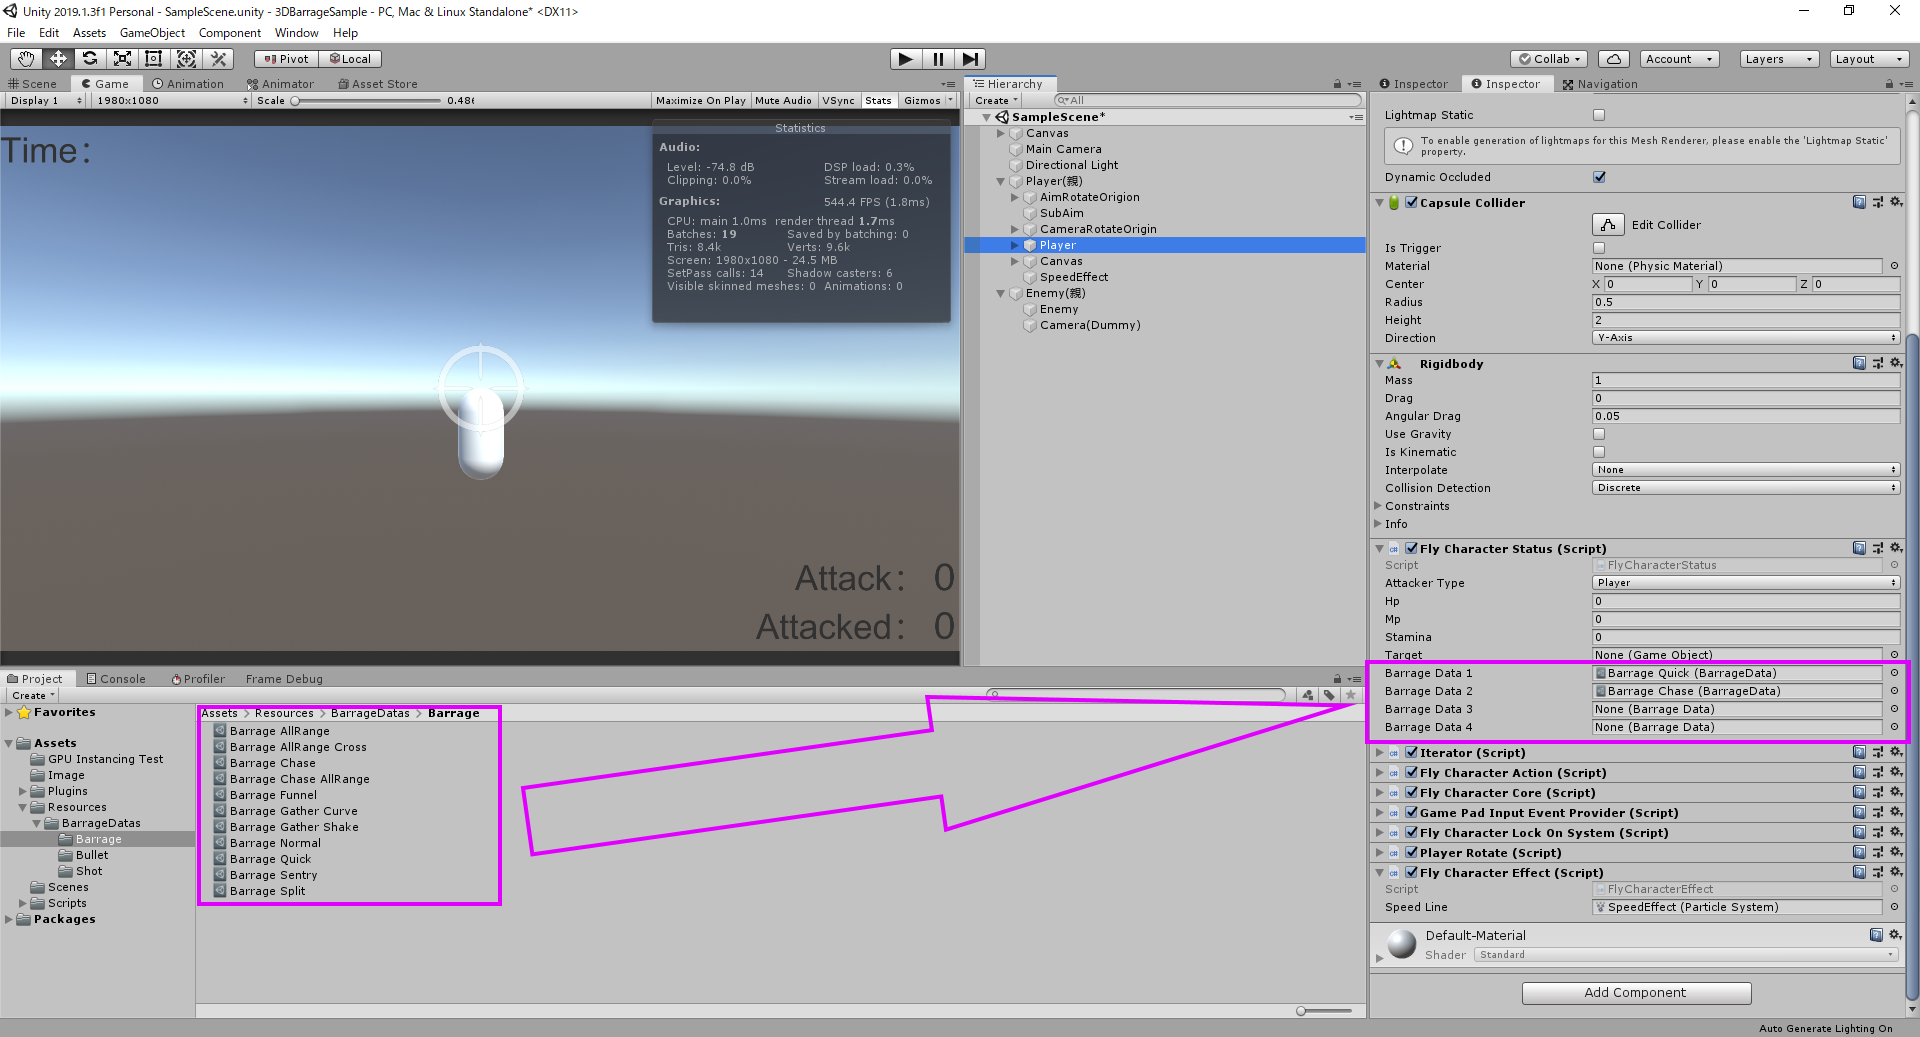 Unity 2019.1.3f1 Personal - SampleScene.unity - 3DBarrageSample - PC, Mac & Linux Standalone* <DX11>
File Edit Assets GameObject Component Window Help
Pivot Local Collab Account Layers Layout
Scene Game Animation Animator Asset Store
Display 1 1980x1080 Scale 0.486 Maximize On Play Mute Audio VSync Stats Gizmos
Time:
Statistics
Audio:
Level: -74.8 dB DSP load: 0.3%
Clipping: 0.0% Stream load: 0.0%
Graphics: 544.4 FPS (1.8ms)
CPU: main 1.0ms render thread 1.7ms
Batches: 19 Saved by batching: 0
Tris: 8.4k Verts: 9.6k
Screen: 1980x1080 - 24.5 MB
SetPass calls: 14 Shadow casters: 6
Visible skinned meshes: 0 Animations: 0
Attack: 0
Attacked: 0
Hierarchy
Create All
SampleScene*
Canvas
Main Camera
Directional Light
Player(親)
AimRotateOrigion
SubAim
CameraRotateOrigin
Player
Canvas
SpeedEffect
Enemy(親)
Enemy
Camera(Dummy)
Project Console Profiler Frame Debug
Create
Favorites
Assets
GPU Instancing Test
Image
Plugins
Resources
BarrageDatas
Barrage
Bullet
Shot
Scenes
Scripts
Packages
Assets > Resources > BarrageDatas > Barrage
Barrage AllRange
Barrage AllRange Cross
Barrage Chase
Barrage Chase AllRange
Barrage Funnel
Barrage Gather Curve
Barrage Gather Shake
Barrage Normal
Barrage Quick
Barrage Sentry
Barrage Split
Inspector Inspector Navigation
Lightmap Static
To enable generation of lightmaps for this Mesh Renderer, please enable the 'Lightmap Static'
property.
Dynamic Occluded
Capsule Collider
Edit Collider
Is Trigger
Material None (Physic Material)
Center X 0 Y 0 Z 0
Radius 0.5
Height 2
Direction Y-Axis
Rigidbody
Mass 1
Drag 0
Angular Drag 0.05
Use Gravity
Is Kinematic
Interpolate None
Collision Detection Discrete
Constraints
Info
Fly Character Status (Script)
Script FlyCharacterStatus
Attacker Type Player
Hp 0
Mp 0
Stamina 0
Target None (Game Object)
Barrage Data 1 Barrage Quick (BarrageData)
Barrage Data 2 Barrage Chase (BarrageData)
Barrage Data 3 None (Barrage Data)
Barrage Data 4 None (Barrage Data)
Iterator (Script)
Fly Character Action (Script)
Fly Character Core (Script)
Game Pad Input Event Provider (Script)
Fly Character Lock On System (Script)
Player Rotate (Script)
Fly Character Effect (Script)
Script FlyCharacterEffect
Speed Line SpeedEffect (Particle System)
Default-Material
Shader Standard
Add Component
Auto Generate Lighting On